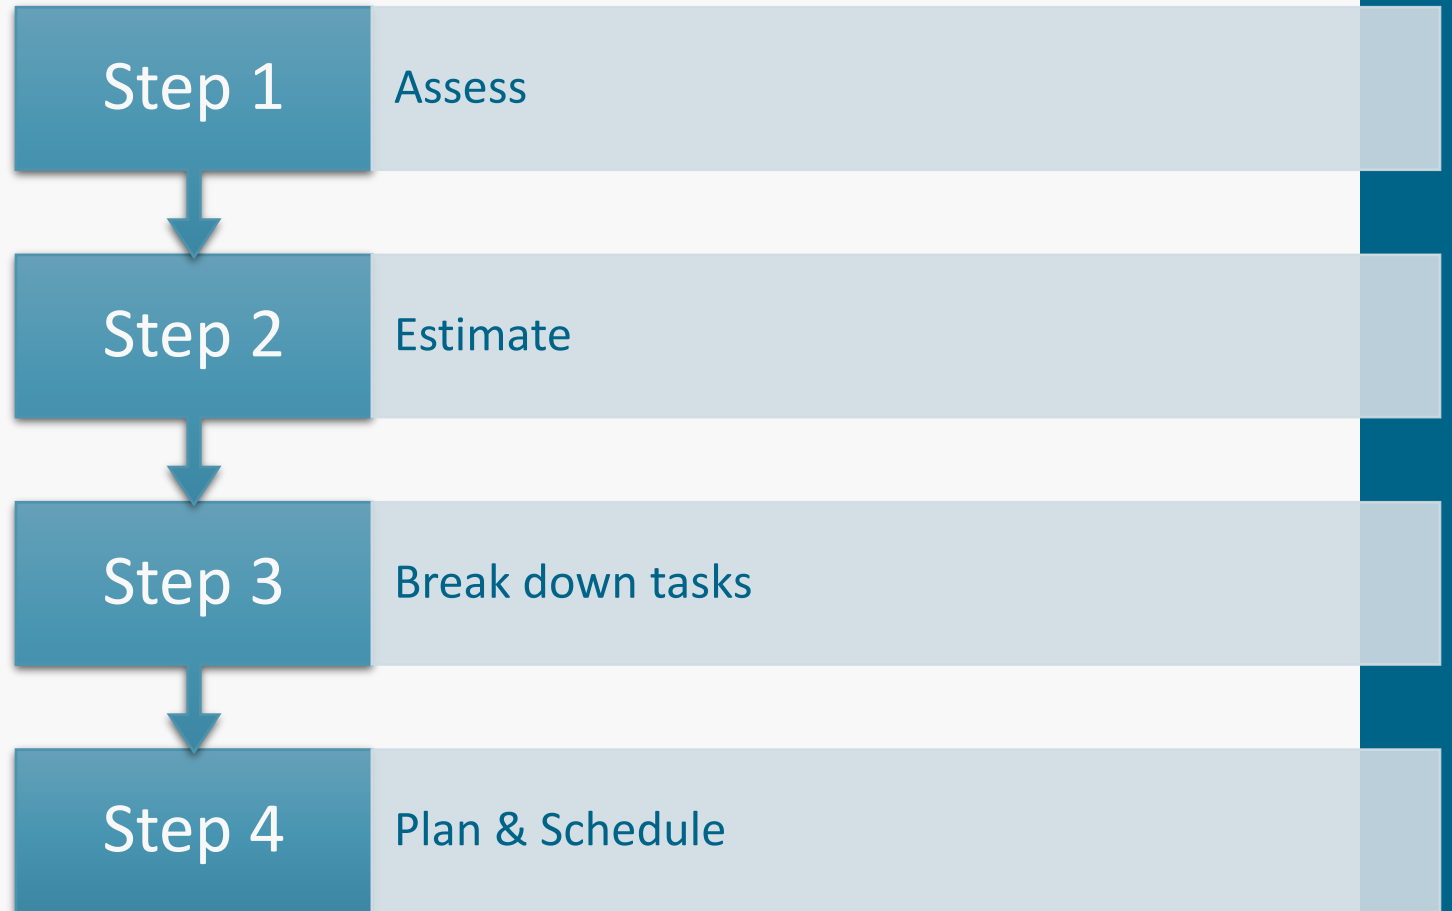 Step 1
Assess
Step 2
Estimate
Step 3
Break down tasks
Step 4
Plan & Schedule